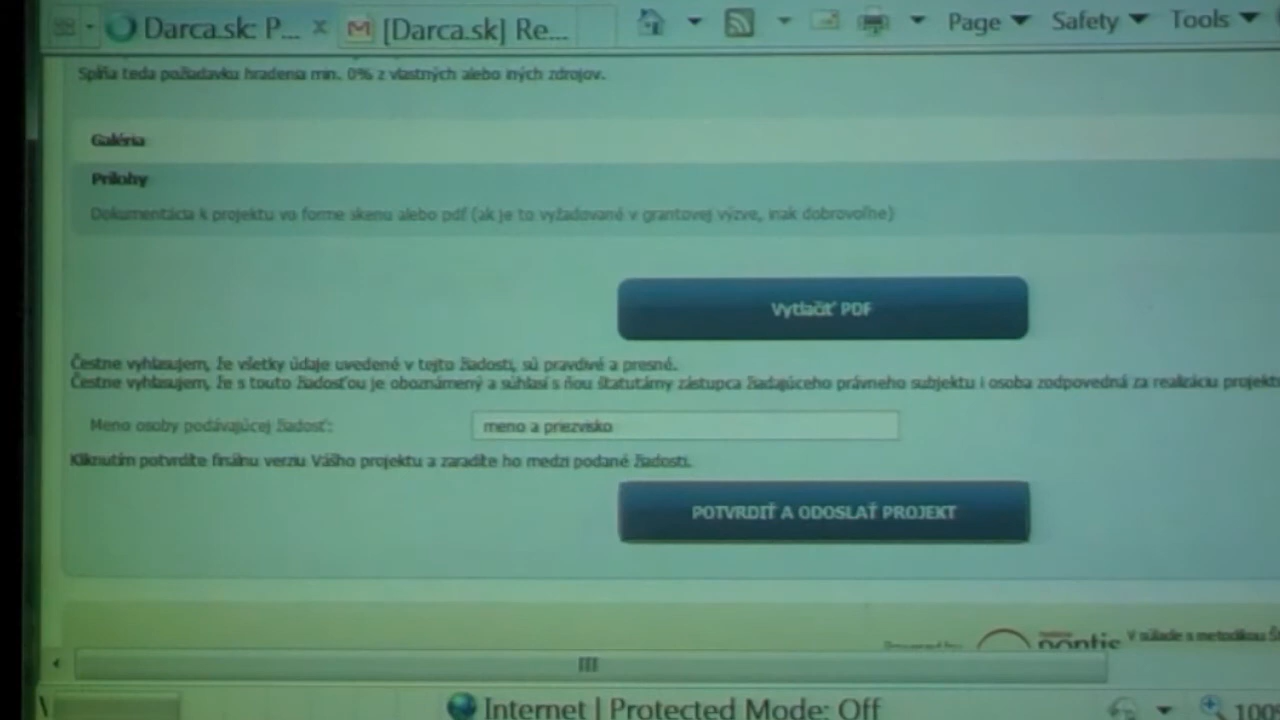 Darca.sk: P... x [Darca.sk] Re... Page Safety Tools
Spĺňa teda požiadavku hradenia min. 0% z vlastných alebo iných zdrojov.
Galéria
Prílohy
Dokumentácia k projektu vo forme skenu alebo pdf (ak je to vyžadované v grantovej výzve, inak dobrovoľne)
Vytlačiť PDF
Čestne vyhlasujem, že všetky údaje uvedené v tejto žiadosti, sú pravdivé a presné.
Čestne vyhlasujem, že s touto žiadosťou je oboznámený a súhlasí s ňou štatutárny zástupca žiadajúceho právneho subjektu i osoba zodpovedná za realizáciu projektu
Meno osoby podávajúcej žiadosť: meno a priezvisko
Kliknutím potvrdíte finálnu verziu Vášho projektu a zaradíte ho medzi podané žiadosti.
POTVRDIŤ A ODOSLAŤ PROJEKT
pontis V súlade s metodikou
Internet | Protected Mode: Off 100%